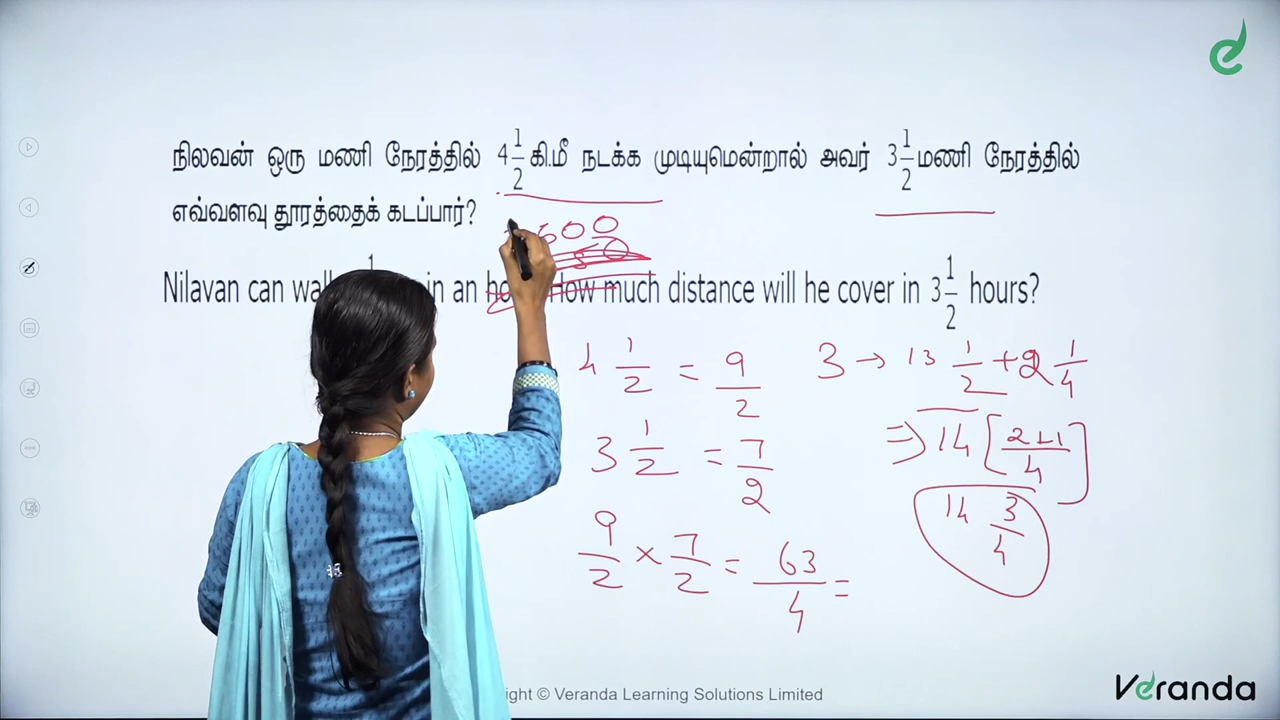 நிலவன் ஒரு மணி நேரத்தில் 4 1/2 கி.மீ நடக்க முடியுமென்றால் அவர் 3 1/2 மணி நேரத்தில்
எவ்வளவு தூரத்தைக் கடப்பார்?
Nilavan can in an much distance will he cover in 3 1/2 hours?
4 1/2 = 9/2
3 1/2 = 7/2
9/2 × 7/2 = 63/4 =
3 → 13 1/2 + 2 1/4
⇒ 14 [2+1/4]
14 3/4
© Veranda Learning Solutions Limited
Veranda